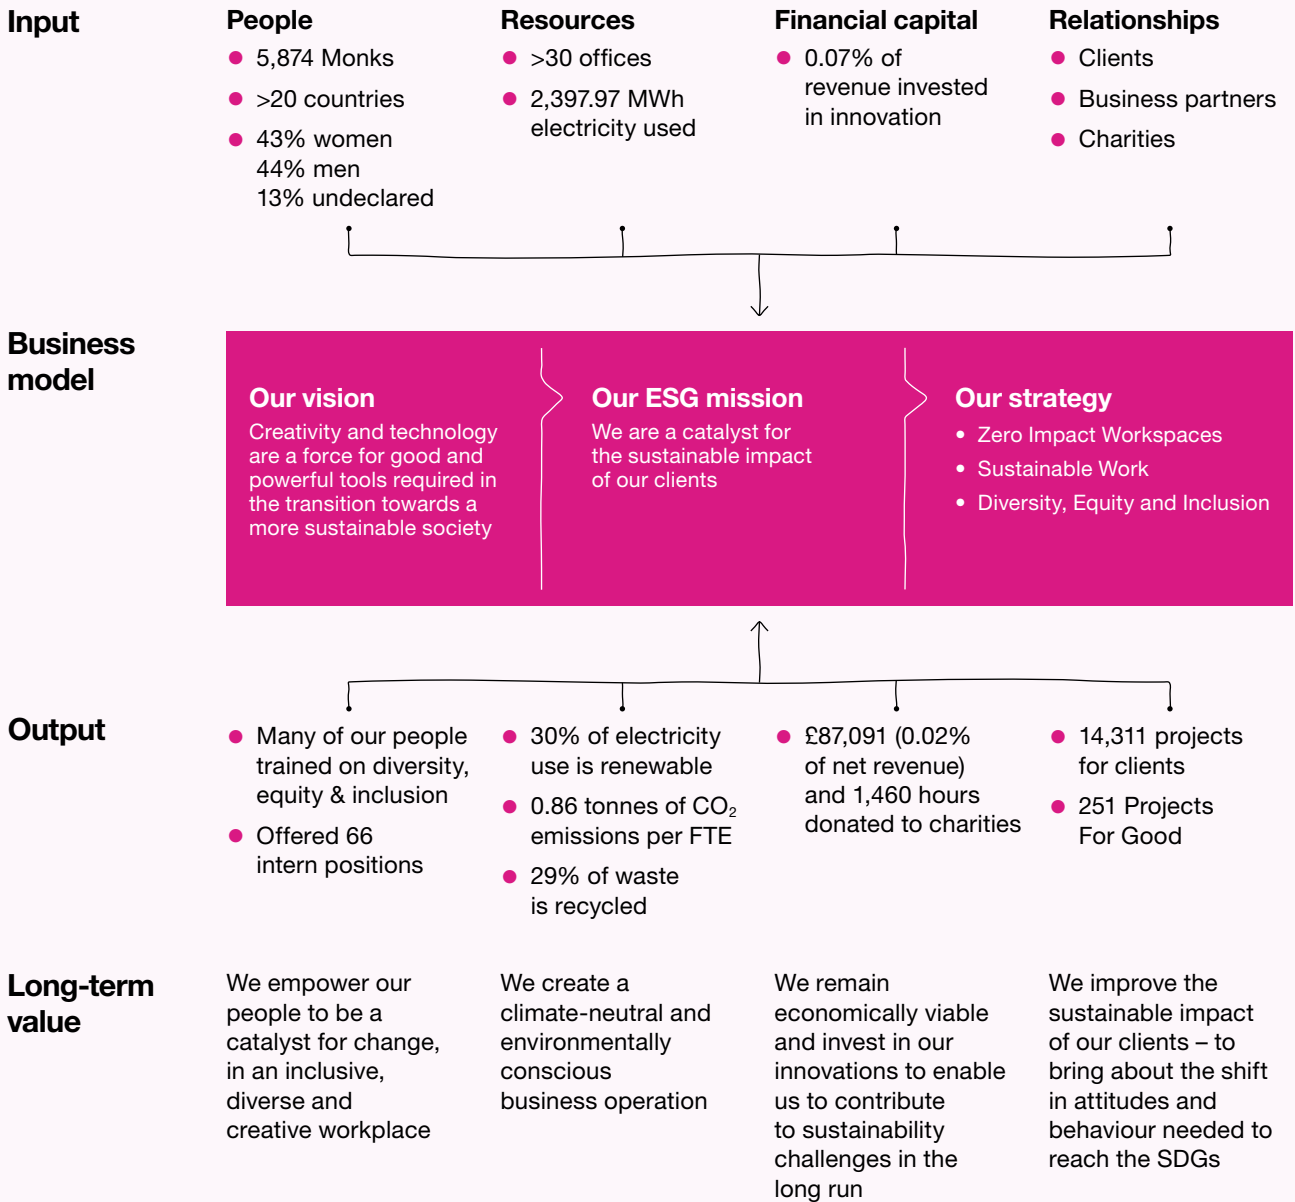 Input
People
5,874 Monks
>20 countries
43% women
44% men
13% undeclared
Resources
>30 offices
2,397.97 MWh
electricity used
Financial capital
0.07% of
revenue invested
in innovation
Relationships
Clients
Business partners
Charities
Business
model
Our vision
Creativity and technology
are a force for good and
powerful tools required in
the transition towards a
more sustainable society
Our ESG mission
We are a catalyst for
the sustainable impact
of our clients
Our strategy
Zero Impact Workspaces
Sustainable Work
Diversity, Equity and Inclusion
Output
Many of our people
trained on diversity,
equity & inclusion
Offered 66
intern positions
30% of electricity
use is renewable
0.86 tonnes of CO₂
emissions per FTE
29% of waste
is recycled
£87,091 (0.02%
of net revenue)
and 1,460 hours
donated to charities
14,311 projects
for clients
251 Projects
For Good
Long-term
value
We empower our
people to be a
catalyst for change,
in an inclusive,
diverse and
creative workplace
We create a
climate-neutral and
environmentally
conscious
business operation
We remain
economically viable
and invest in our
innovations to enable
us to contribute
to sustainability
challenges in the
long run
We improve the
sustainable impact
of our clients – to
bring about the shift
in attitudes and
behaviour needed to
reach the SDGs